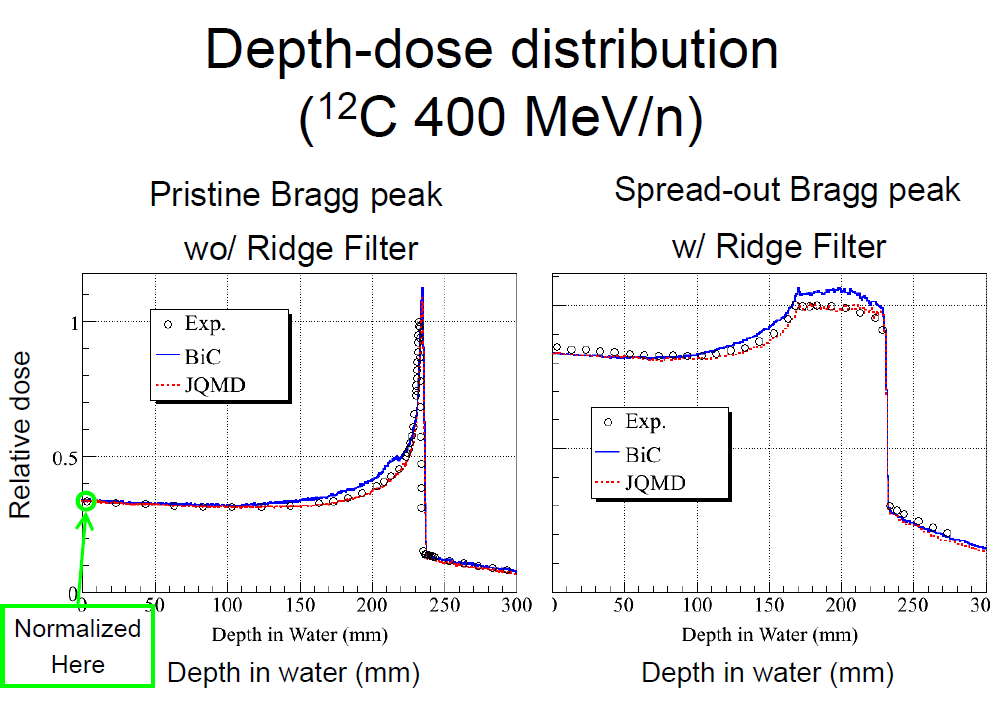 Depth-dose distribution
(¹²C 400 MeV/n)
Pristine Bragg peak
wo/ Ridge Filter
Spread-out Bragg peak
w/ Ridge Filter
Relative dose
1
0.5
0
Exp.
BiC
JQMD
0 50 100 150 200 250 300
Depth in Water (mm)
Depth in water (mm)
Normalized
Here
Exp.
BiC
JQMD
0 50 100 150 200 250 30
Depth in Water (mm)
Depth in water (mm)